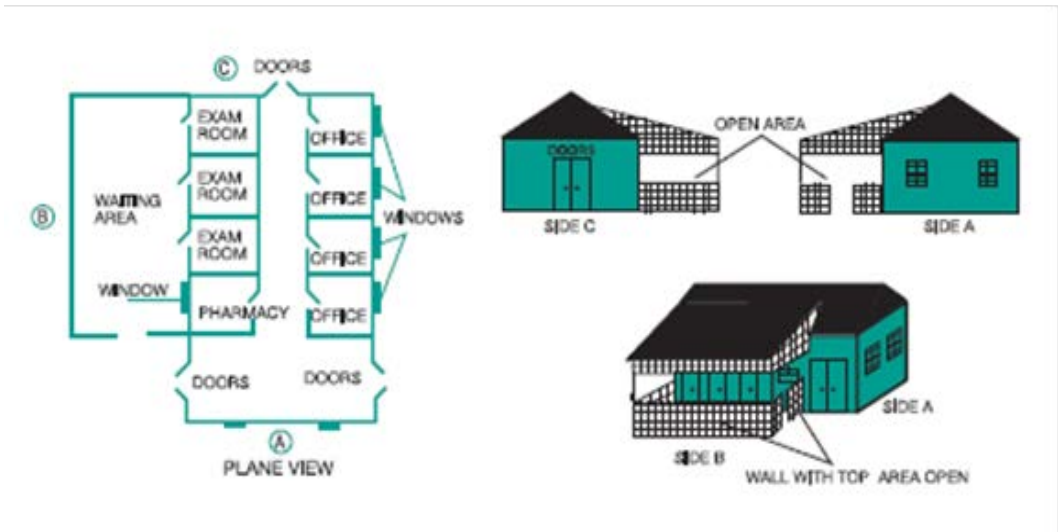 C
DOORS
EXAM
ROOM
OFFICE
EXAM
ROOM
OFFICE
WAITING
AREA
B
WINDOWS
EXAM
ROOM
OFFICE
WINDOW
PHARMACY
OFFICE
DOORS
DOORS
A
PLANE VIEW
OPEN AREA
DOORS
SIDE C
SIDE A
SIDE A
SIDE B
WALL WITH TOP AREA OPEN